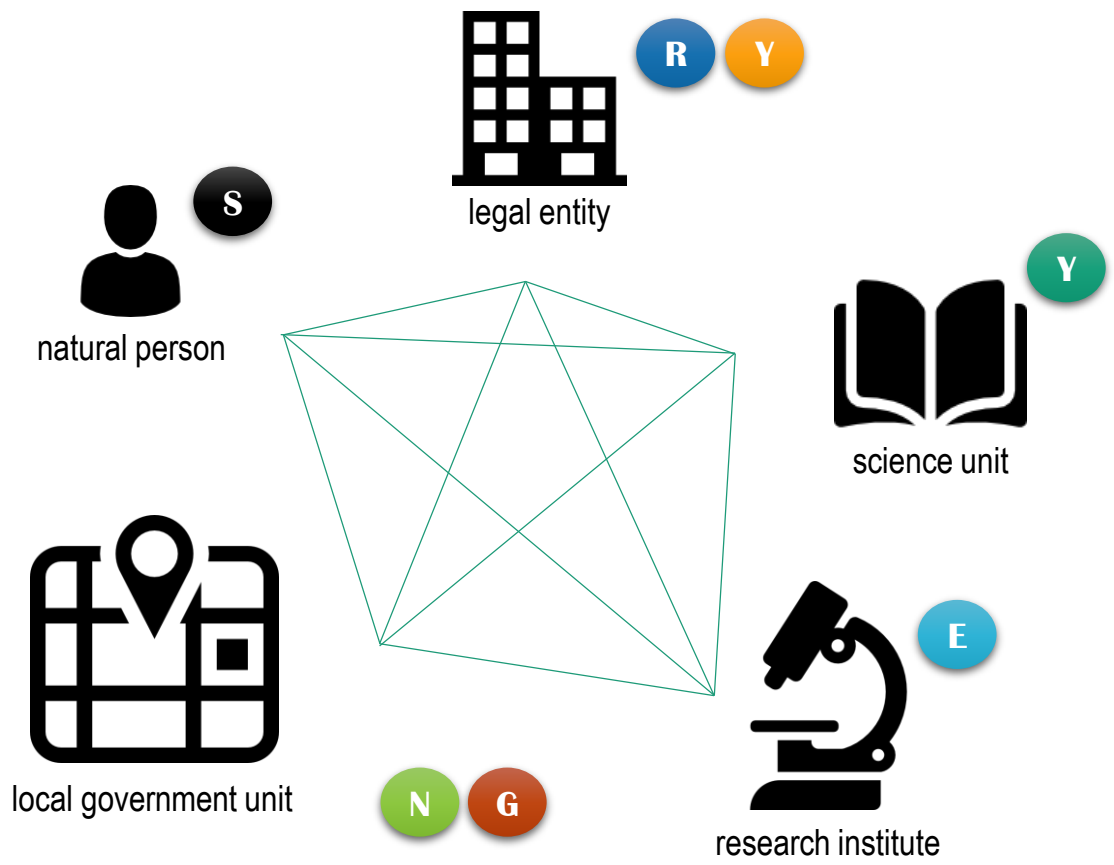 R Y
legal entity
S
natural person
Y
science unit
local government unit
N G
E
research institute